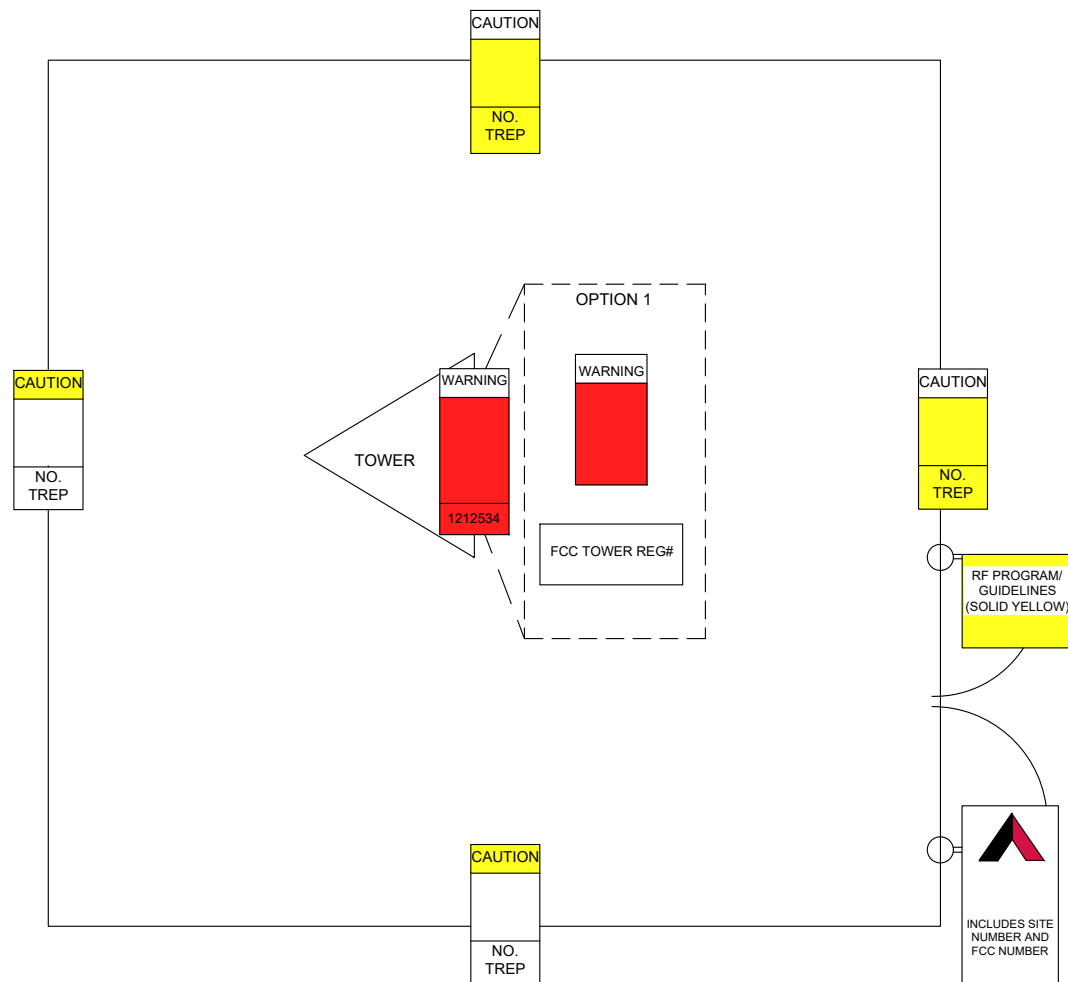 CAUTION
NO.
TREP
OPTION 1
WARNING
WARNING
CAUTION
CAUTION
TOWER
NO.
TREP
NO.
TREP
1212534
FCC TOWER REG#
RF PROGRAM/
GUIDELINES
(SOLID YELLOW)
CAUTION
INCLUDES SITE
NUMBER AND
FCC NUMBER
NO.
TREP